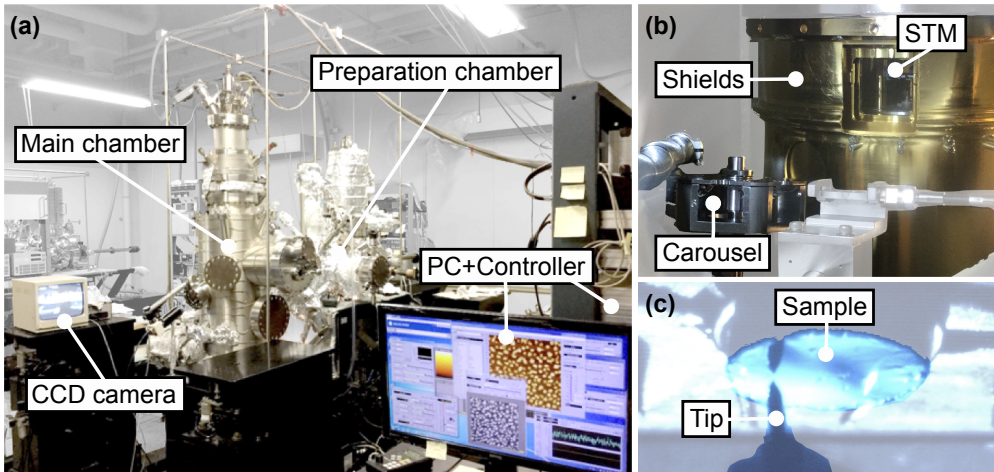 (a)
Preparation chamber
Main chamber
PC+Controller
CCD camera
(b)
STM
Shields
Carousel
(c)
Sample
Tip